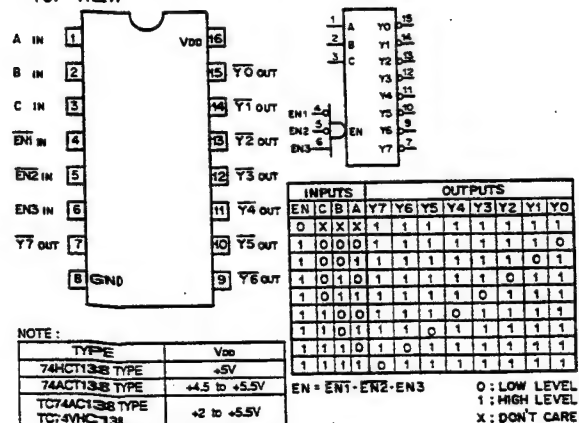 A IN 1
B IN 2
C IN 3
EN1 IN 4
EN2 IN 5
EN3 IN 6
Y7 OUT 7
8 GND
VDD 16
15 Y0 OUT
14 Y1 OUT
13 Y2 OUT
12 Y3 OUT
11 Y4 OUT
10 Y5 OUT
9 Y6 OUT
1 A Y0 15
2 B Y1 14
3 C Y2 13
Y3 12
Y4 11
EN1 4 Y5 10
EN2 5 EN Y6 9
EN3 6 Y7 7
INPUTS OUTPUTS
EN C B A Y7 Y6 Y5 Y4 Y3 Y2 Y1 Y0
0 X X X 1 1 1 1 1 1 1 1
1 0 0 0 1 1 1 1 1 1 1 0
1 0 0 1 1 1 1 1 1 1 0 1
1 0 1 0 1 1 1 1 1 0 1 1
1 0 1 1 1 1 1 1 0 1 1 1
1 1 0 0 1 1 1 0 1 1 1 1
1 1 0 1 1 1 0 1 1 1 1 1
1 1 1 0 1 0 1 1 1 1 1 1
1 1 1 1 0 1 1 1 1 1 1 1
EN = EN1·EN2·EN3
0 : LOW LEVEL
1 : HIGH LEVEL
X : DON'T CARE
NOTE :
TYPE VDD
74HCT138 TYPE +5V
74ACT138 TYPE +4.5 to +5.5V
TC74AC138 TYPE +2 to +5.5V
TC74VHC138